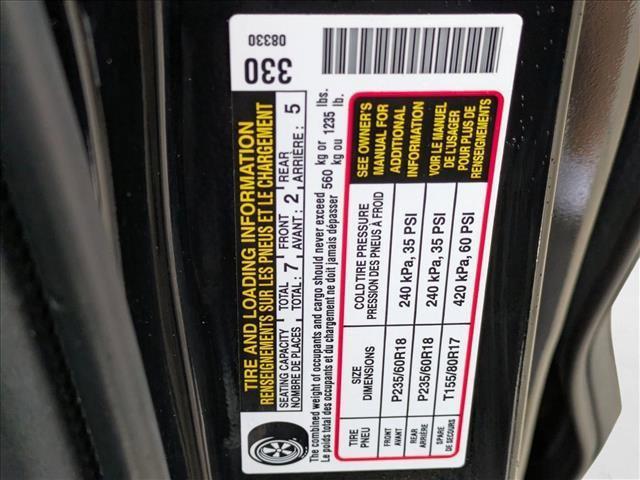 TIRE AND LOADING INFORMATION
RENSEIGNEMENTS SUR LES PNEUS ET LE CHARGEMENT
330
08330
SEATING CAPACITY TOTAL FRONT REAR
NOMBRE DE PLACES TOTAL: 7 AVANT: 2 ARRIÈRE: 5
The combined weight of occupants and cargo should never exceed 560 kg or 1235 lbs.
Le poids total des occupants et du chargement ne doit jamais dépasser kg ou lb.
TIRE SIZE COLD TIRE PRESSURE
PNEU DIMENSIONS PRESSION DES PNEUS À FROID
FRONT
AVANT P235/60R18 240 kPa, 35 PSI
REAR
ARRIÈRE P235/60R18 240 kPa, 35 PSI
SPARE
DE SECOURS T155/80R17 420 kPa, 60 PSI
SEE OWNER'S
MANUAL FOR
ADDITIONAL
INFORMATION
VOIR LE MANUEL
DE L'USAGER
POUR PLUS DE
RENSEIGNEMENTS